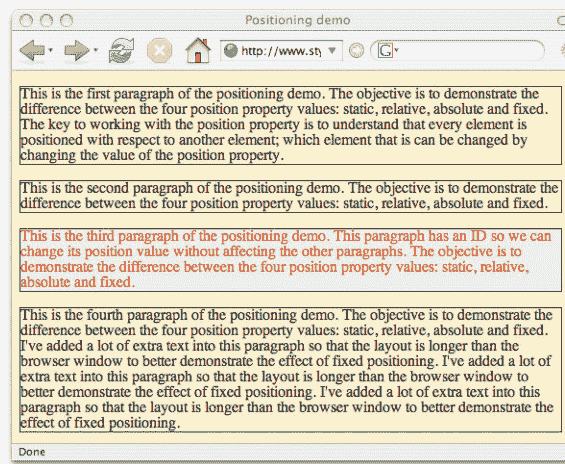 Positioning demo
http://www.sty
G
This is the first paragraph of the positioning demo. The objective is to demonstrate the
difference between the four position property values: static, relative, absolute and fixed.
The key to working with the position property is to understand that every element is
positioned with respect to another element; which element that is can be changed by
changing the value of the position property.
This is the second paragraph of the positioning demo. The objective is to demonstrate the
difference between the four position property values: static, relative, absolute and fixed.
This is the third paragraph of the positioning demo. This paragraph has an ID so we can
change its position value without affecting the other paragraphs. The objective is to
demonstrate the difference between the four position property values: static, relative,
absolute and fixed.
This is the fourth paragraph of the positioning demo. The objective is to demonstrate the
difference between the four position property values: static, relative, absolute and fixed.
I've added a lot of extra text into this paragraph so that the layout is longer than the
browser window to better demonstrate the effect of fixed positioning. I've added a lot of
extra text into this paragraph so that the layout is longer than the browser window to
better demonstrate the effect of fixed positioning. I've added a lot of extra text into this
paragraph so that the layout is longer than the browser window to better demonstrate the
effect of fixed positioning.
Done